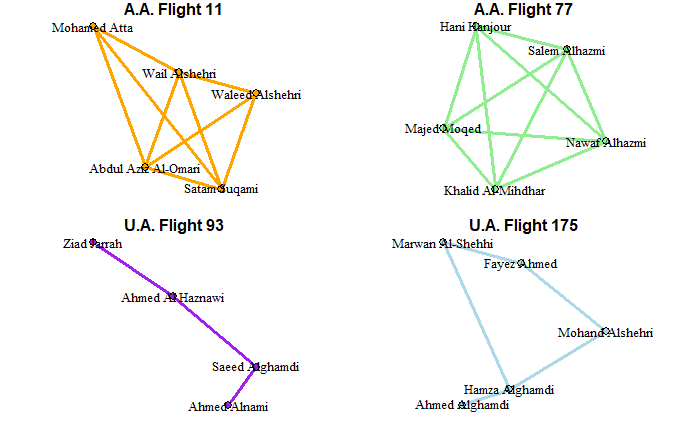 A.A. Flight 11
Mohamed Atta
Wail Alshehri
Waleed Alshehri
Abdul Aziz Al-Omari
Satam Suqami
A.A. Flight 77
Hani Hanjour
Salem Alhazmi
Majed Moqed
Nawaf Alhazmi
Khalid Al-Mihdhar
U.A. Flight 93
Ziad Jarrah
Ahmed Al Haznawi
Saeed Alghamdi
Ahmed Alnami
U.A. Flight 175
Marwan Al-Shehhi
Fayez Ahmed
Mohand Alshehri
Hamza Alghamdi
Ahmed Alghamdi